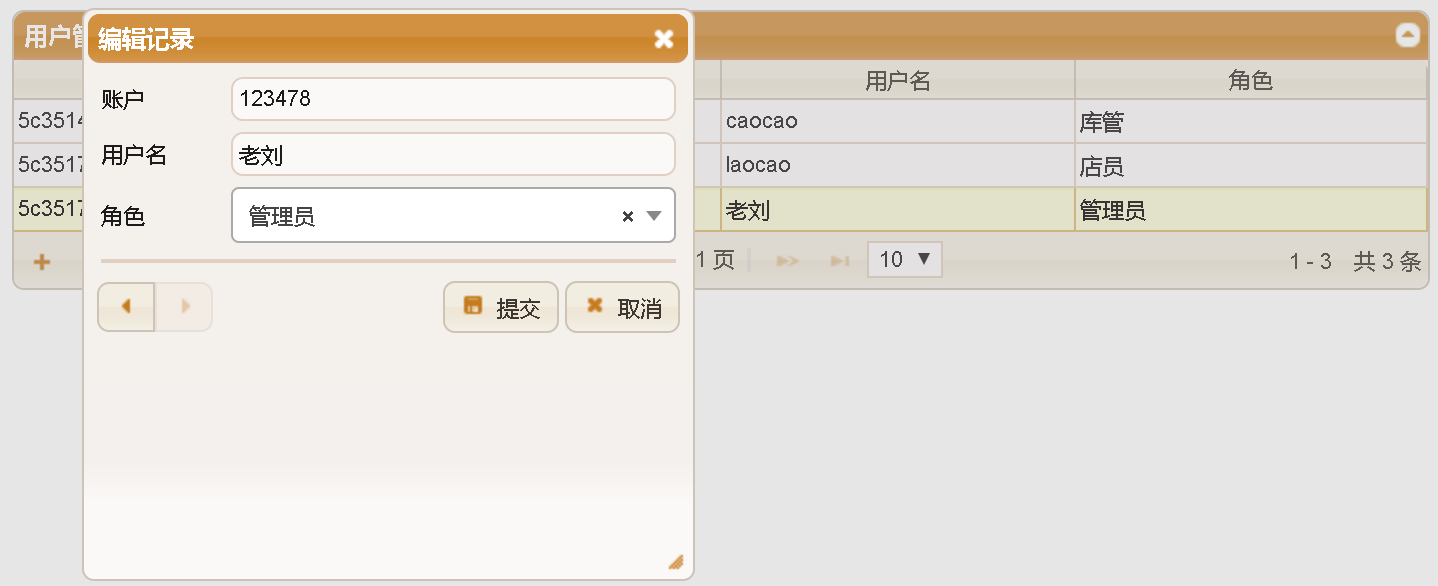 用户管
编辑记录
用户名 角色
账户 123478
5c3514 caocao 库管
用户名 老刘
5c3517 laocao 店员
角色 管理员
5c3517 老刘 管理员
1 页 10 1 - 3 共 3 条
提交 取消